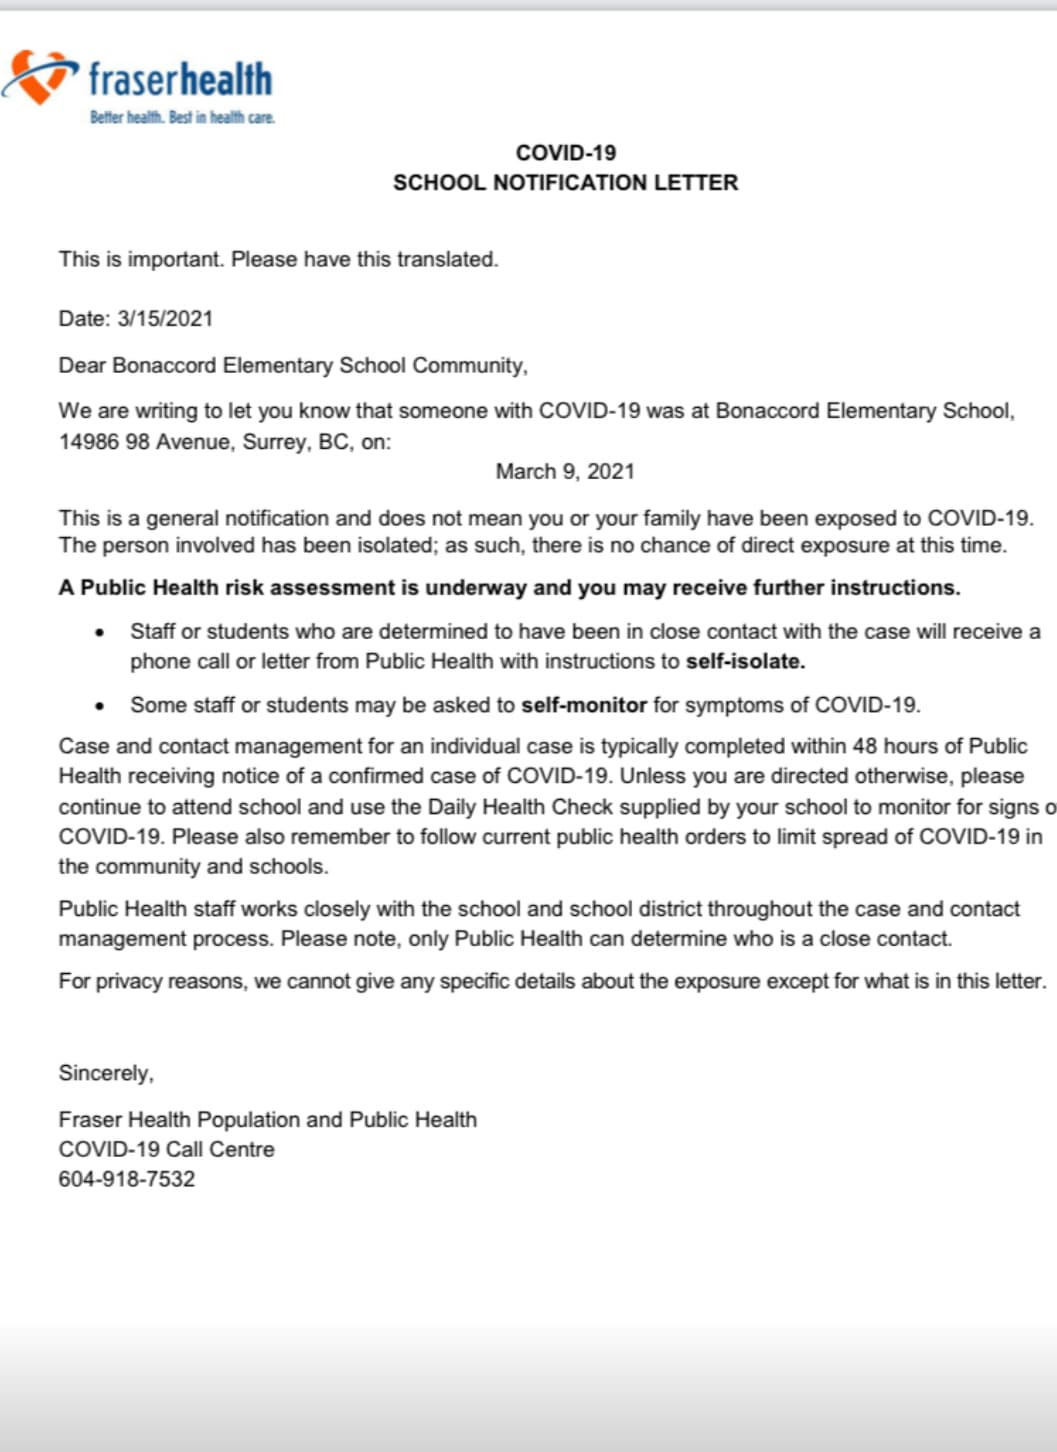 fraserhealth
Better health. Best in health care.
COVID-19
SCHOOL NOTIFICATION LETTER
This is important. Please have this translated.
Date: 3/15/2021
Dear Bonaccord Elementary School Community,
We are writing to let you know that someone with COVID-19 was at Bonaccord Elementary School,
14986 98 Avenue, Surrey, BC, on:
March 9, 2021
This is a general notification and does not mean you or your family have been exposed to COVID-19.
The person involved has been isolated; as such, there is no chance of direct exposure at this time.
A Public Health risk assessment is underway and you may receive further instructions.
• Staff or students who are determined to have been in close contact with the case will receive a
phone call or letter from Public Health with instructions to self-isolate.
• Some staff or students may be asked to self-monitor for symptoms of COVID-19.
Case and contact management for an individual case is typically completed within 48 hours of Public
Health receiving notice of a confirmed case of COVID-19. Unless you are directed otherwise, please
continue to attend school and use the Daily Health Check supplied by your school to monitor for signs o
COVID-19. Please also remember to follow current public health orders to limit spread of COVID-19 in
the community and schools.
Public Health staff works closely with the school and school district throughout the case and contact
management process. Please note, only Public Health can determine who is a close contact.
For privacy reasons, we cannot give any specific details about the exposure except for what is in this letter.
Sincerely,
Fraser Health Population and Public Health
COVID-19 Call Centre
604-918-7532